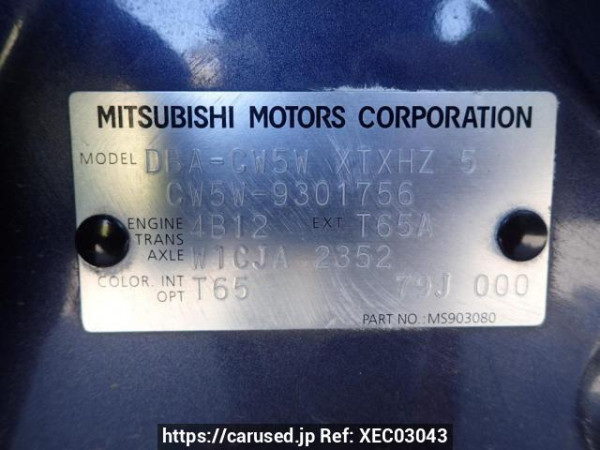 MITSUBISHI MOTORS CORPORATION
MODEL DBA-CW5W XTXHZ 5
CW5W-9301756
ENGINE 4B12 EXT T65A
TRANS
AXLE W1CJA 2352
COLOR. INT T65 79J 000
OPT
PART NO.:MS903080
https://carused.jp Ref: XEC03043